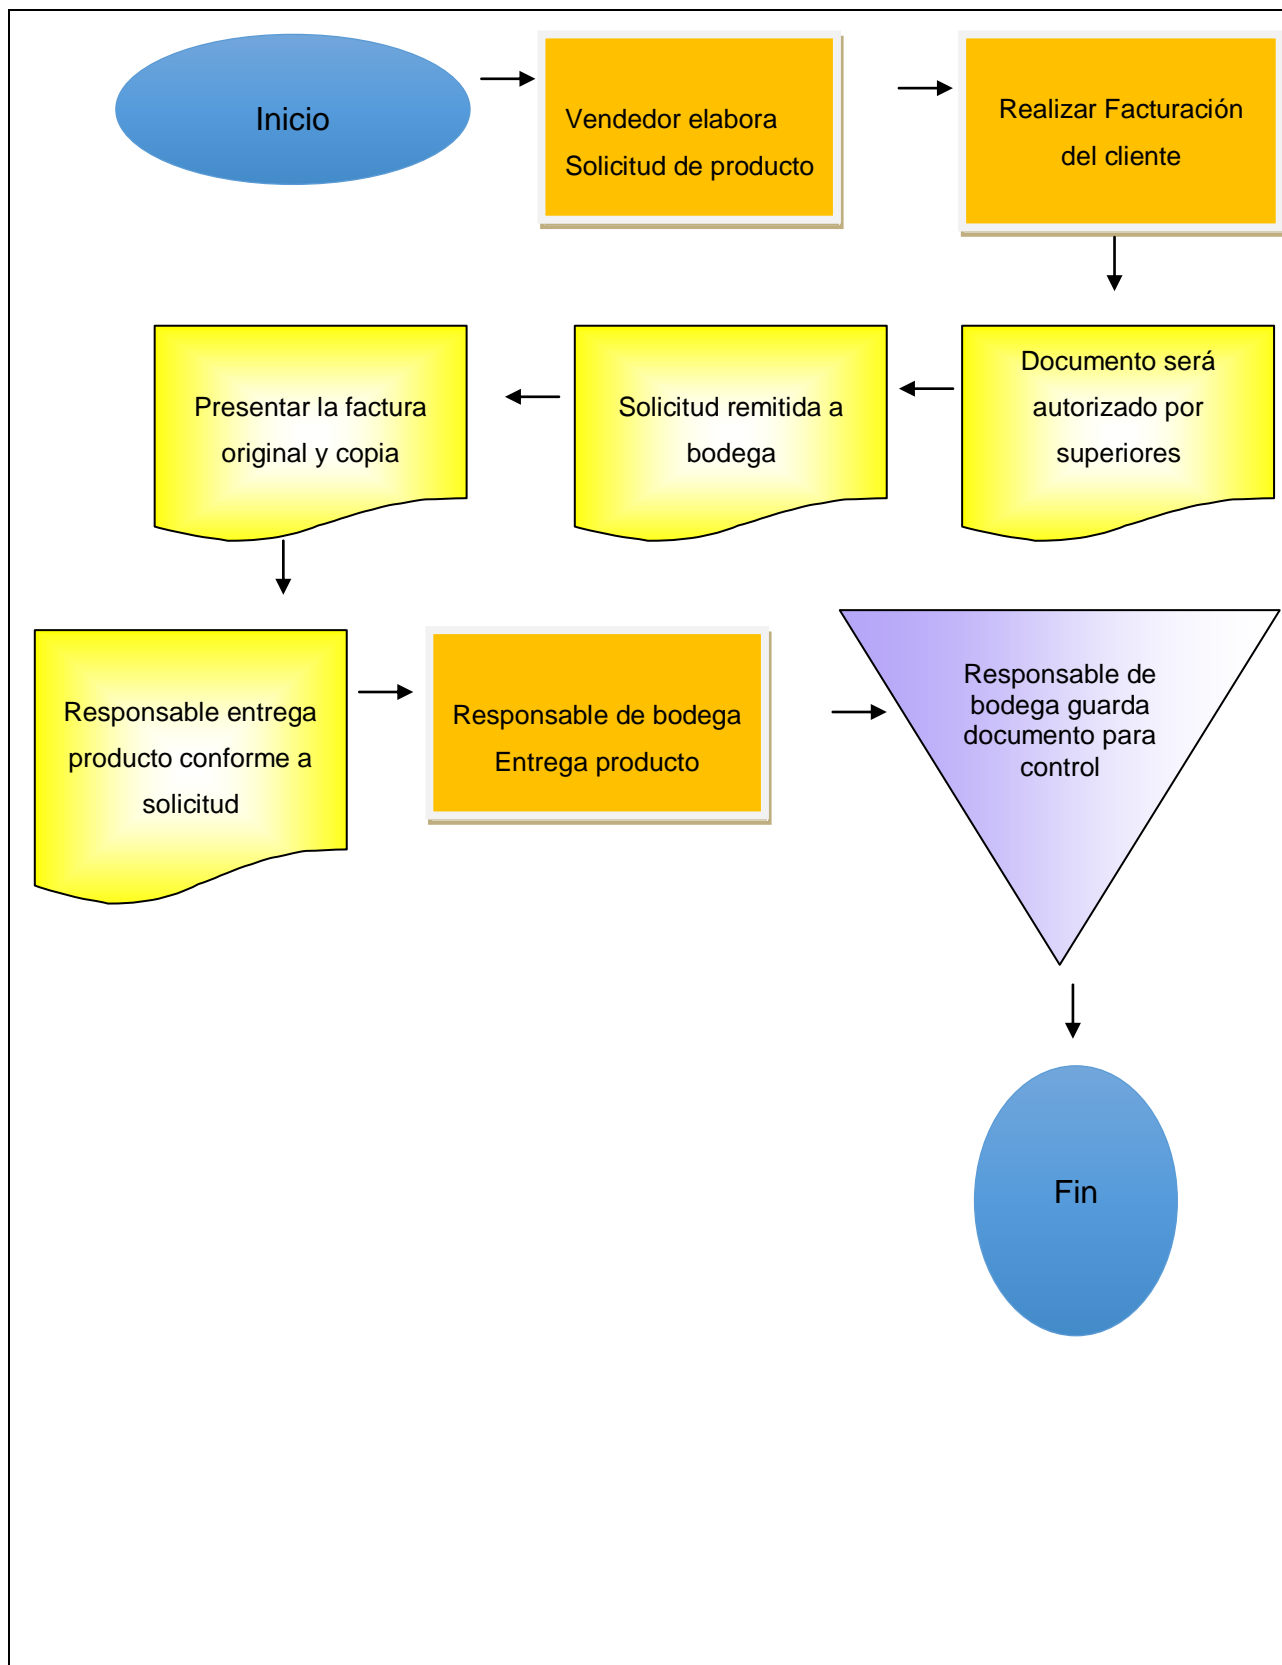 Inicio
Vendedor elabora
Solicitud de producto
Realizar Facturación
del cliente
Documento será
autorizado por
superiores
Solicitud remitida a
bodega
Presentar la factura
original y copia
Responsable entrega
producto conforme a
solicitud
Responsable de bodega
Entrega producto
Responsable de
bodega guarda
documento para
control
Fin